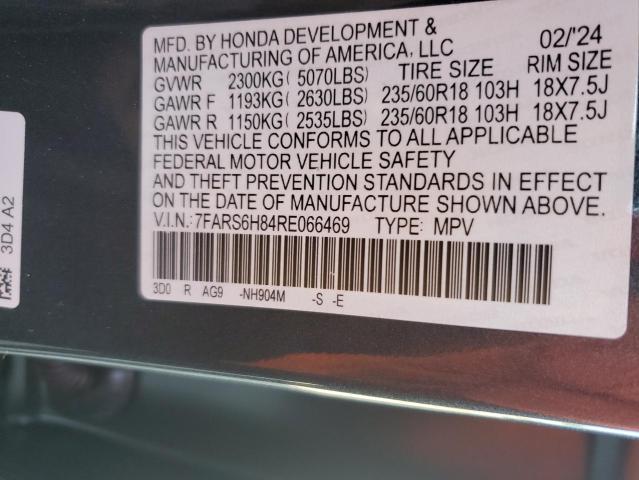 MFD. BY HONDA DEVELOPMENT &
MANUFACTURING OF AMERICA, LLC 02/'24
GVWR 2300KG ( 5070LBS) TIRE SIZE RIM SIZE
GAWR F 1193KG ( 2630LBS) 235/60R18 103H 18X7.5J
GAWR R 1150KG ( 2535LBS) 235/60R18 103H 18X7.5J
THIS VEHICLE CONFORMS TO ALL APPLICABLE
FEDERAL MOTOR VEHICLE SAFETY
AND THEFT PREVENTION STANDARDS IN EFFECT
ON THE DATE OF MANUFACTURE SHOWN ABOVE.
V.I.N.:7FARS6H84RE066469 TYPE: MPV
3D0 R AG9 -NH904M -S -E
3D4 A2